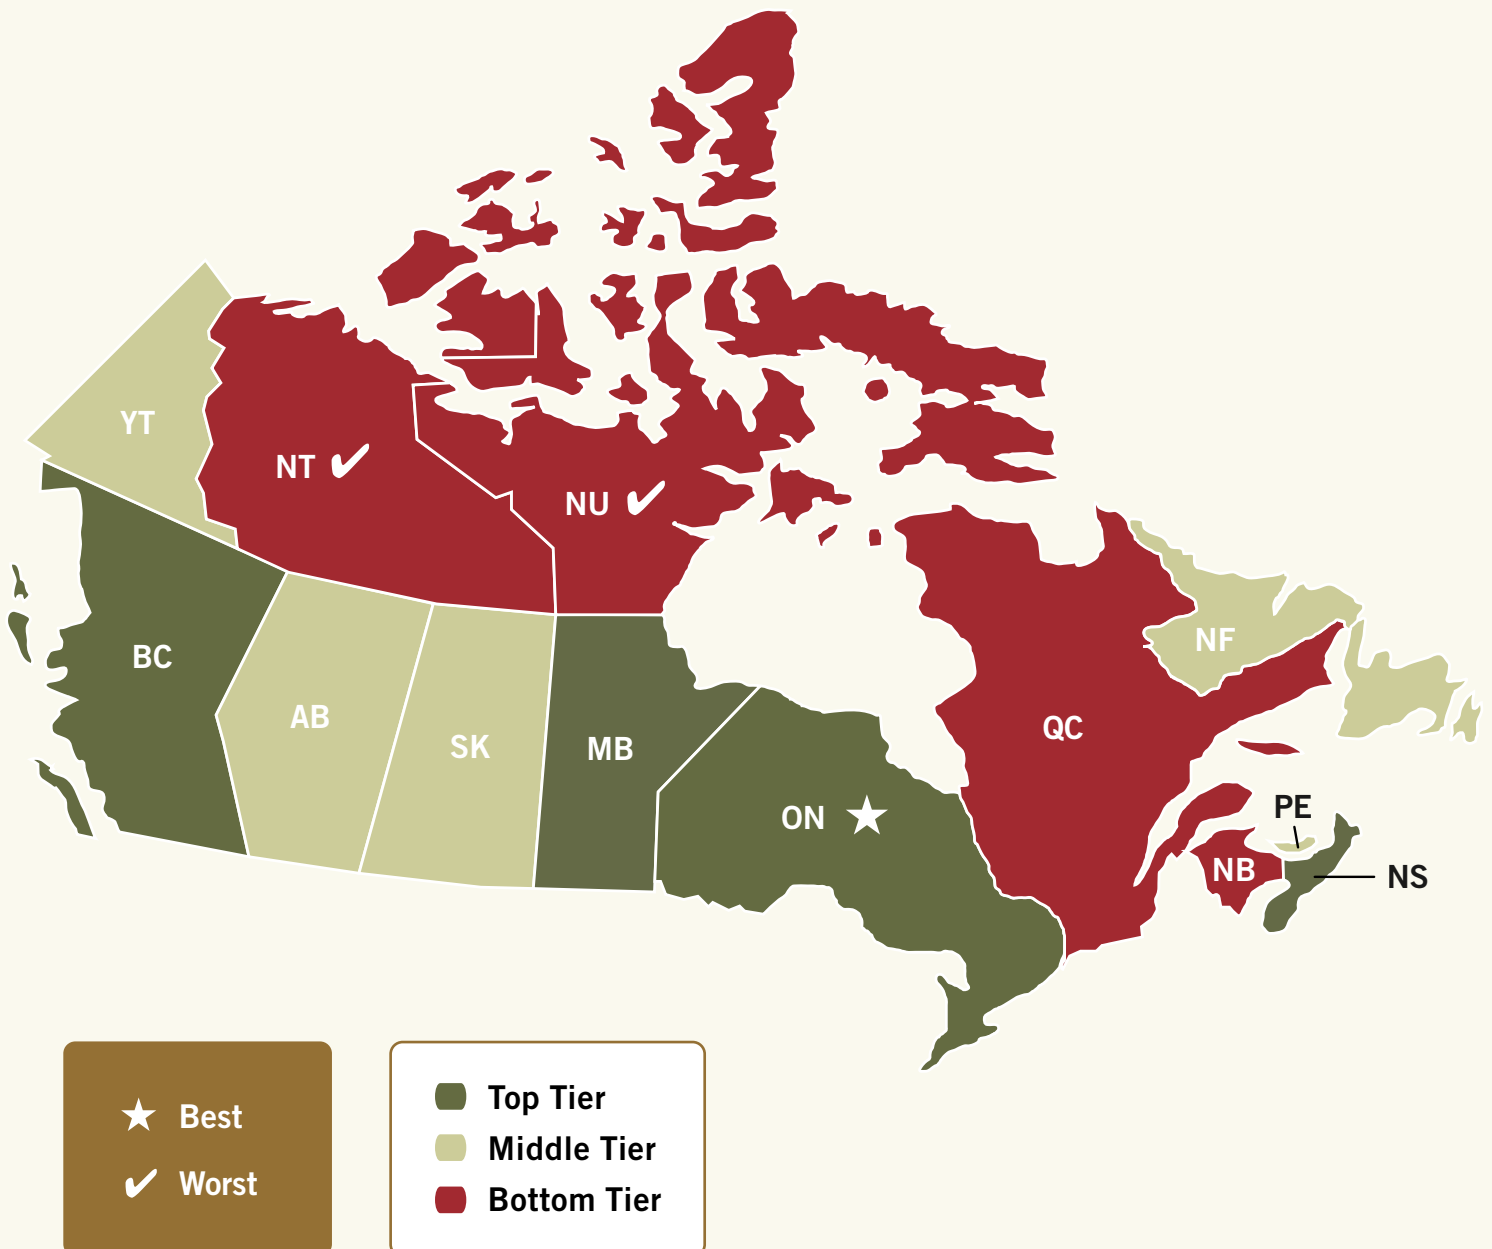 YT
NT
NU
BC
NF
AB
QC
SK
MB
PE
ON
NB
NS
Best
Worst
Top Tier
Middle Tier
Bottom Tier